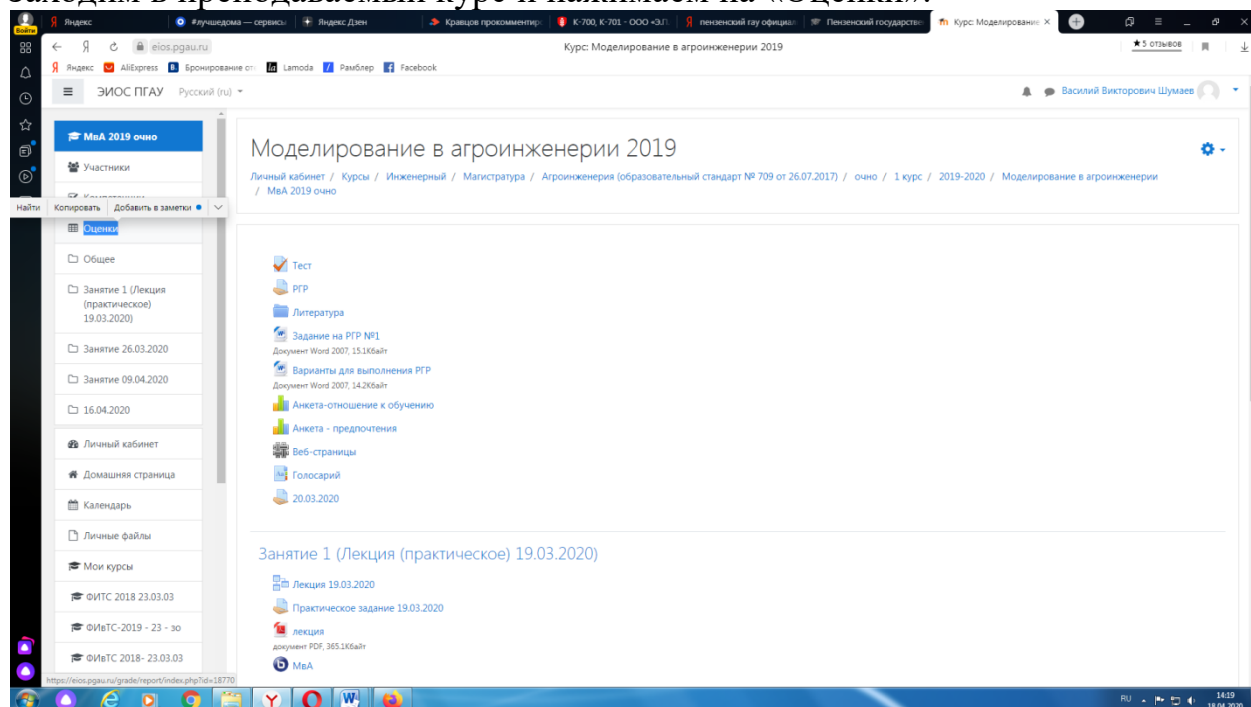 Заходим в преподаваемый курс и нажимаем на «Оценки».
Войти
Яндекс
#лучшедома — сервисы
Яндекс Дзен
Кравцов прокомментир
К-700, К-701 - ООО «ЗЛ
пензенский гау официал
Пензенский государстве
Курс: Моделирование
eios.pgau.ru
Курс: Моделирование в агроинженерии 2019
★5 отзывов
Яндекс
AliExpress
Бронирование от
Lamoda
Рамблер
Facebook
ЭИОС ПГАУ
Русский (ru)
Василий Викторович Шумаев
МвА 2019 очно
Участники
Компетенции
Найти
Копировать
Добавить в заметки
Оценки
Общее
Занятие 1 (Лекция
(практическое)
19.03.2020)
Занятие 26.03.2020
Занятие 09.04.2020
16.04.2020
Личный кабинет
Домашняя страница
Календарь
Личные файлы
Мои курсы
ФИТС 2018 23.03.03
ФИвТС-2019 - 23 - зо
ФИвТС 2018- 23.03.03
https://eios.pgau.ru/grade/report/index.php?id=18770
Моделирование в агроинженерии 2019
Личный кабинет / Курсы / Инженерный / Магистратура / Агроинженерия (образовательный стандарт № 709 от 26.07.2017) / очно / 1 курс / 2019-2020 / Моделирование в агроинженерии
/ МвА 2019 очно
Тест
РГР
Литература
Задание на РГР №1
Документ Word 2007, 15.1Кбайт
Варианты для выполнения РГР
Документ Word 2007, 14.2Кбайт
Анкета-отношение к обучению
Анкета - предпочтения
Веб-страницы
Голосарий
20.03.2020
Занятие 1 (Лекция (практическое) 19.03.2020)
Лекция 19.03.2020
Практическое задание 19.03.2020
лекция
документ PDF, 365.1Кбайт
МвА
RU
14:19
18.04.2020